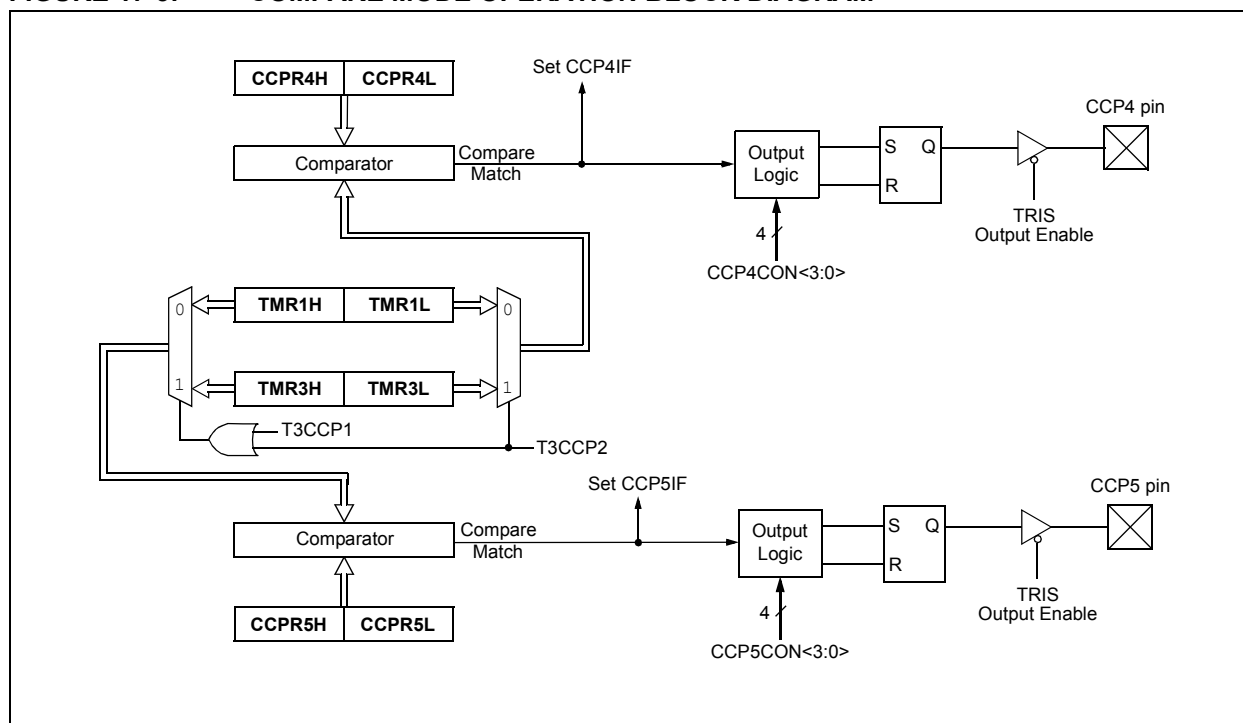 Set CCP4IF
CCPR4H CCPR4L
CCP4 pin
Comparator
Compare
Match
Output
Logic
S Q
R
TRIS
Output Enable
4
CCP4CON<3:0>
0 TMR1H TMR1L 0
1 TMR3H TMR3L 1
T3CCP1
T3CCP2
Set CCP5IF
CCP5 pin
Comparator
Compare
Match
Output
Logic
S Q
R
TRIS
Output Enable
4
CCPR5H CCPR5L
CCP5CON<3:0>